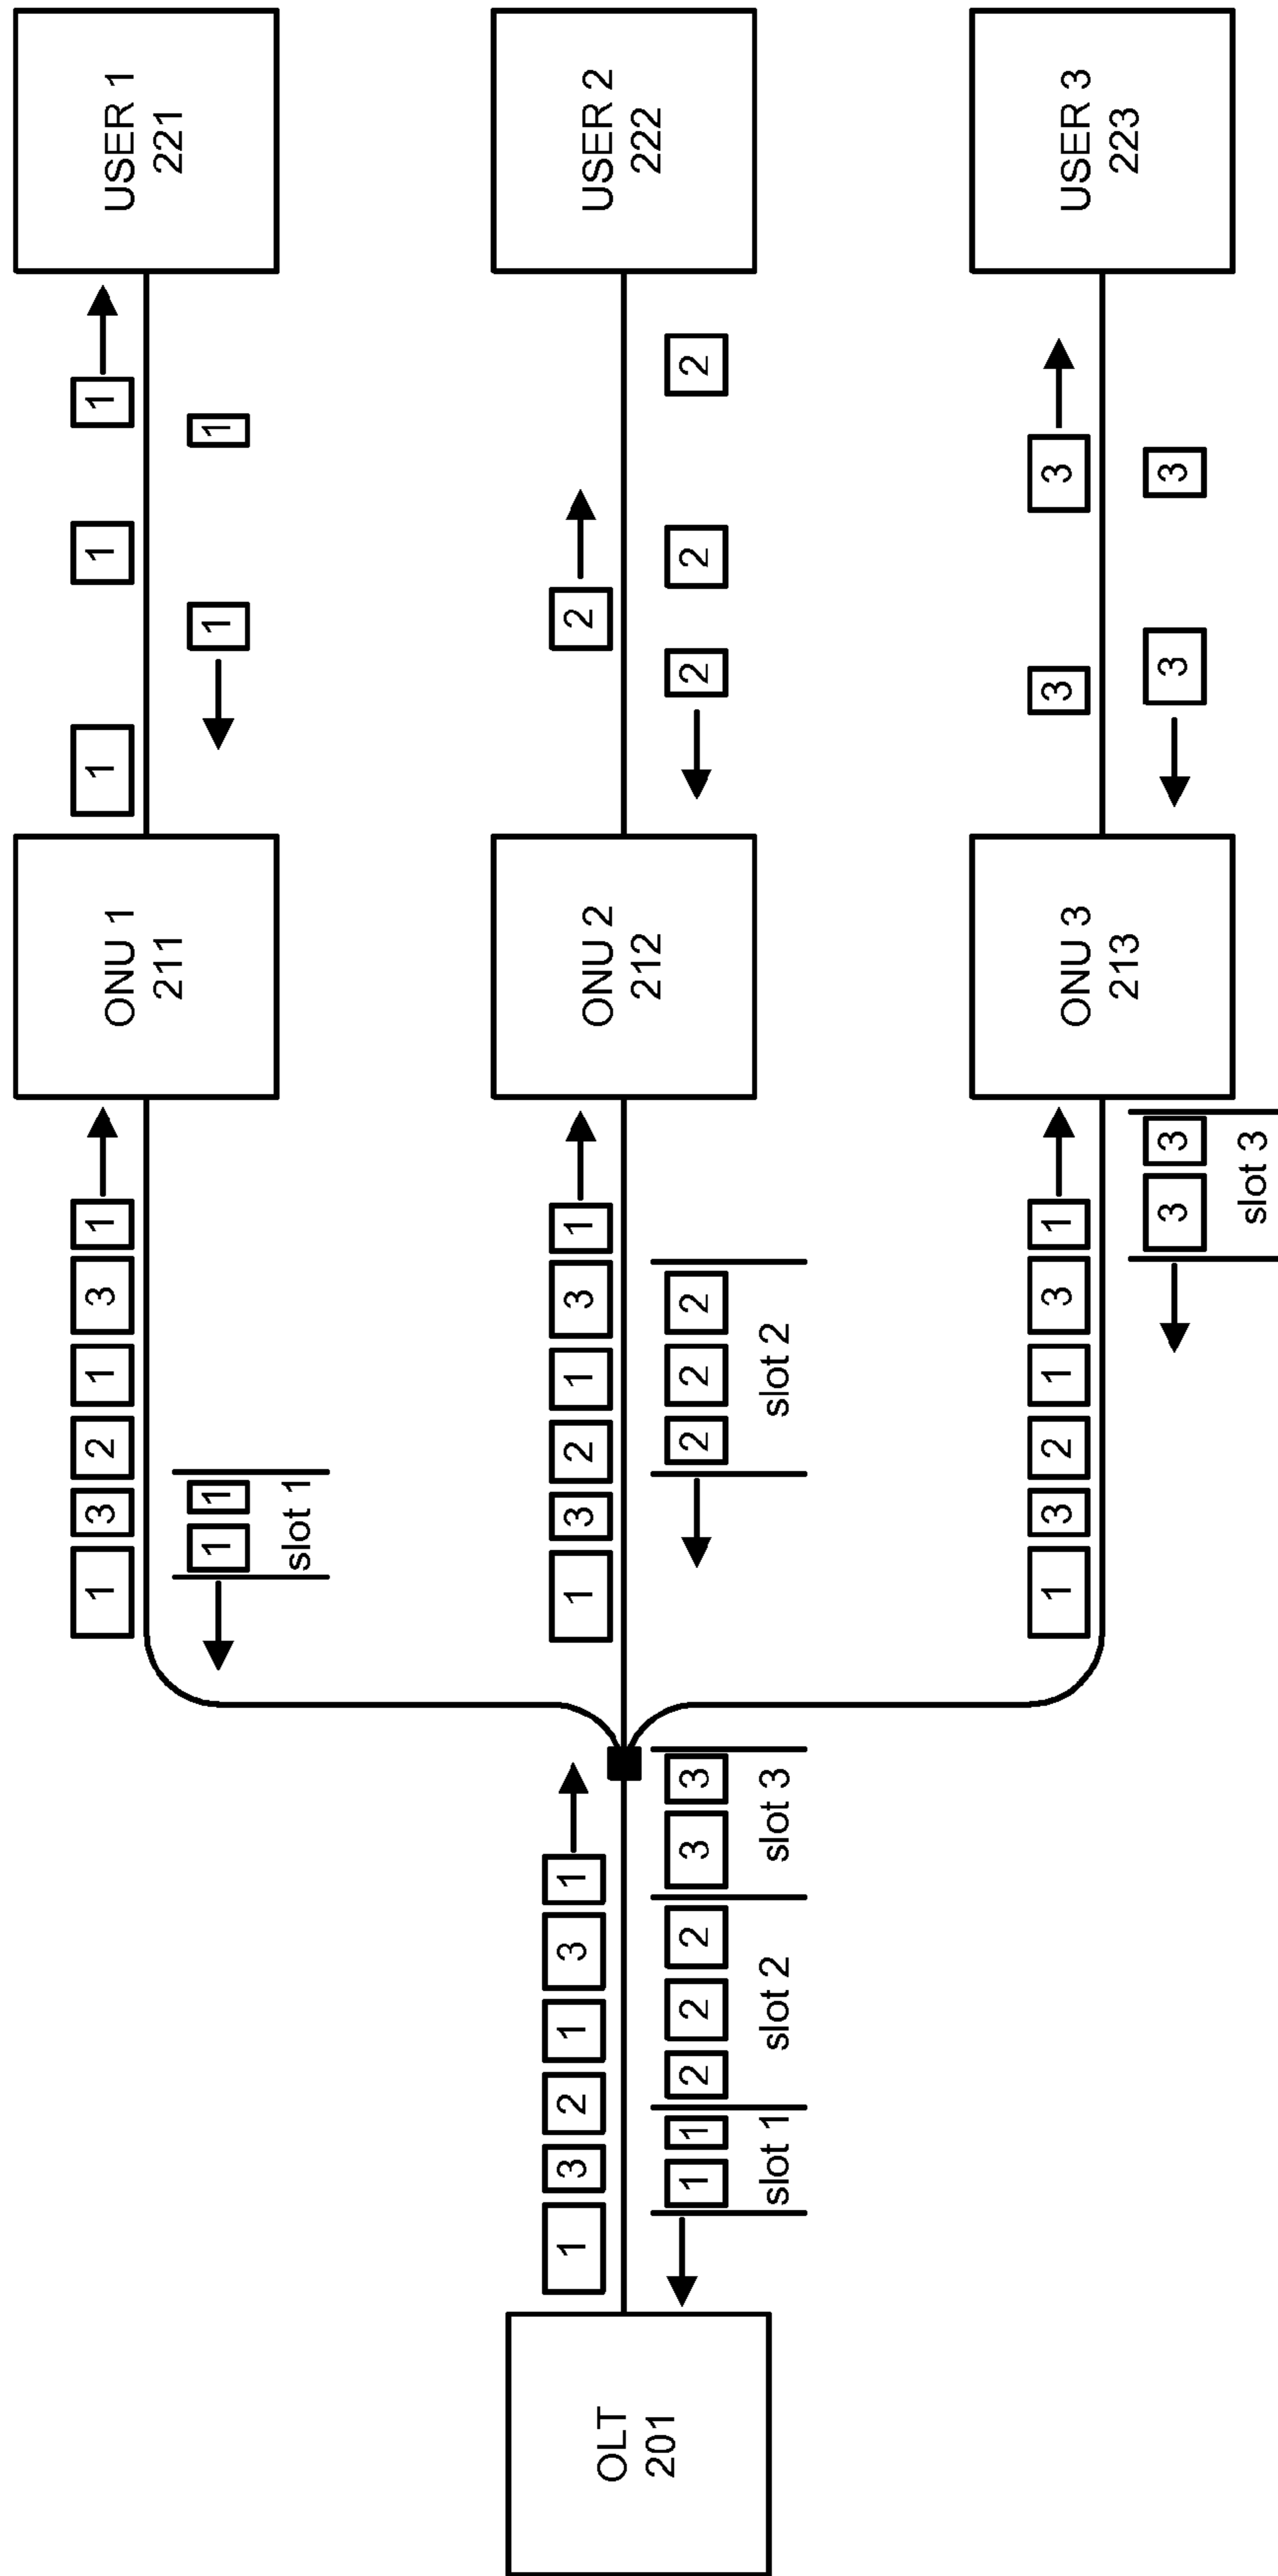 1 3 2 1 3 1
ONU 1
211
1 1 1
USER 1
221
1 1
slot 1
1 1
OLT
201
1 3 2 1 3 1
1 1 2 2 2 3 3
slot 1 slot 2 slot 3
1 3 2 1 3 1
ONU 2
212
2
USER 2
222
2 2 2
slot 2
2 2 2
1 3 2 1 3 1
ONU 3
213
3 3
USER 3
223
3 3
slot 3
3 3